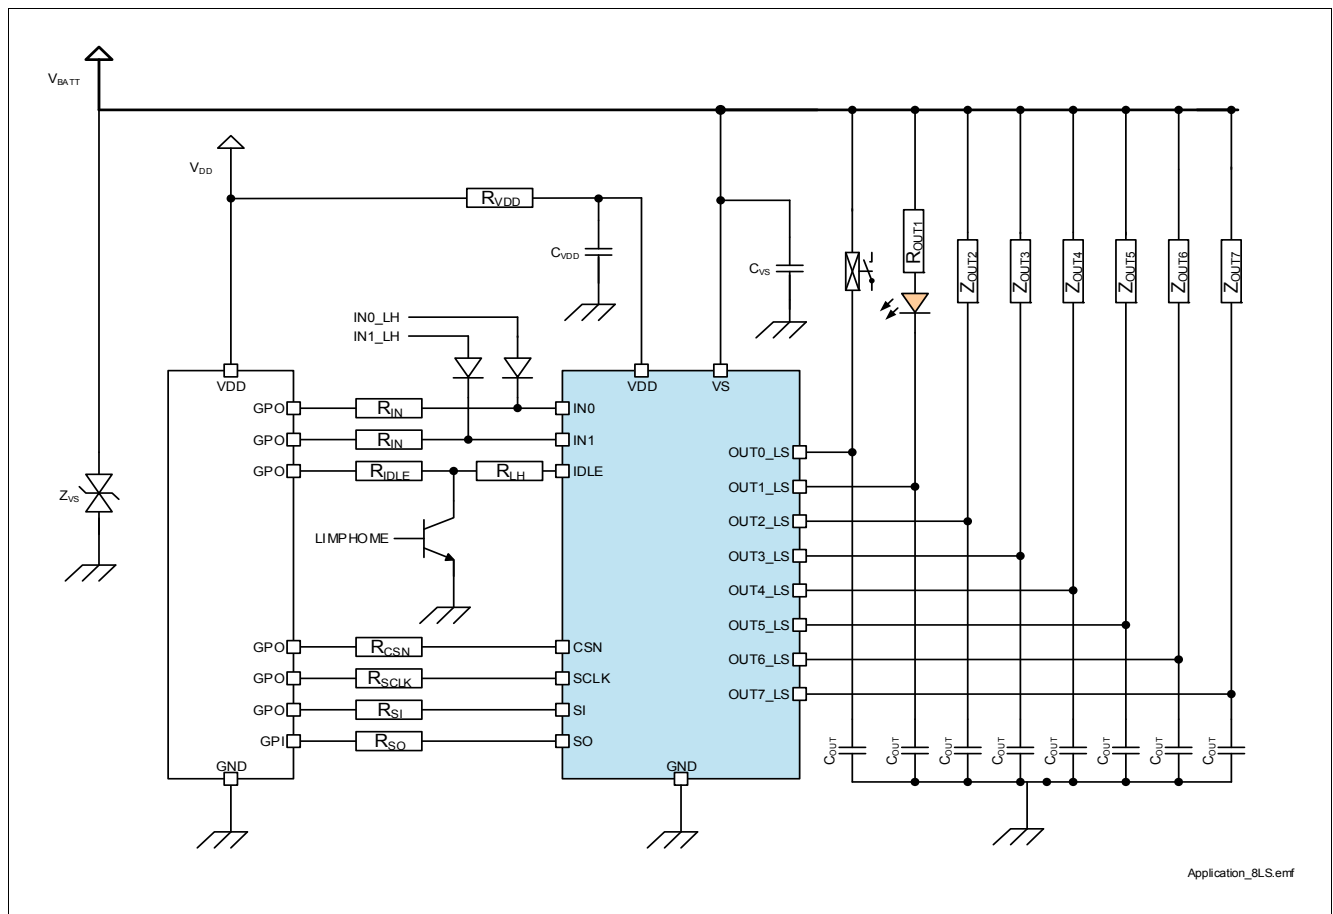 VBATT
VDD
RVDD
CVDD
CVS
ROUT1
ZOUT2
ZOUT3
ZOUT4
ZOUT5
ZOUT6
ZOUT7
IN0_LH
IN1_LH
VDD
VDD
VS
GPO
RIN
IN0
GPO
RIN
IN1
GPO
RIDLE
RLH
IDLE
ZVS
LIMPHOME
OUT0_LS
OUT1_LS
OUT2_LS
OUT3_LS
OUT4_LS
OUT5_LS
OUT6_LS
OUT7_LS
GPO
RCSN
CSN
GPO
RSCLK
SCLK
GPO
RSI
SI
GPI
RSO
SO
GND
GND
COUT
COUT
COUT
COUT
COUT
COUT
COUT
COUT
Application_8LS.emf